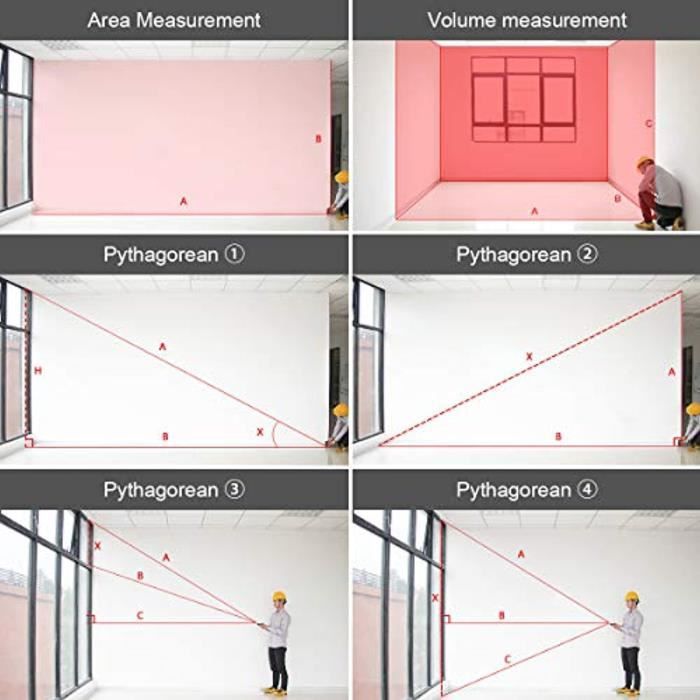 Area Measurement
B
A
Volume measurement
C
B
A
Pythagorean ①
A
H
X
B
Pythagorean ②
X
A
B
Pythagorean ③
X
A
B
C
Pythagorean ④
A
X
B
C